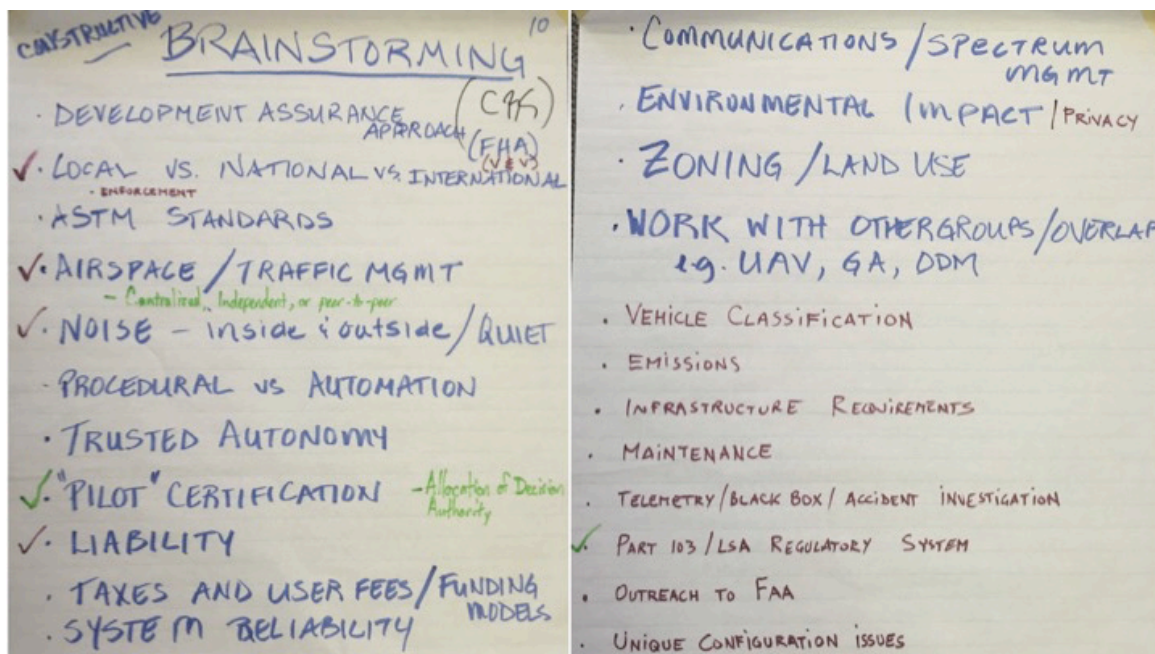 CONSTRUCTIVE
BRAINSTORMING
10
· DEVELOPMENT ASSURANCE
APPROACH
(FHA)
(V & V)
✓· LOCAL VS. NATIONAL VS. INTERNATIONAL
· ENFORCEMENT
· ASTM STANDARDS
✓· AIRSPACE / TRAFFIC MGMT
- Centralized, Independent, or peer-to-peer
✓· NOISE - inside & outside / QUIET
· PROCEDURAL VS AUTOMATION
· TRUSTED AUTONOMY
✓· "PILOT" CERTIFICATION
- Allocation of Decision
Authority
✓· LIABILITY
· TAXES AND USER FEES / FUNDING
MODELS
· SYSTEM RELIABILITY
· COMMUNICATIONS / SPECTRUM
MGMT
· ENVIRONMENTAL IMPACT / PRIVACY
· ZONING / LAND USE
· WORK WITH OTHER GROUPS / OVERLAP
e.g. UAV, GA, ODM
· VEHICLE CLASSIFICATION
· EMISSIONS
· INFRASTRUCTURE REQUIREMENTS
· MAINTENANCE
· TELEMETRY / BLACK BOX / ACCIDENT INVESTIGATION
✓· PART 103 / LSA REGULATORY SYSTEM
· OUTREACH TO FAA
· UNIQUE CONFIGURATION ISSUES